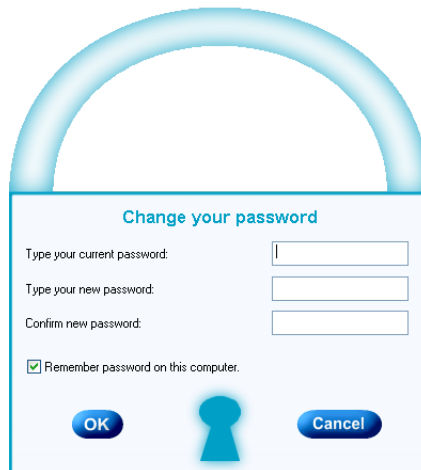 Change your password
Type your current password:
Type your new password:
Confirm new password:
Remember password on this computer.
OK
Cancel